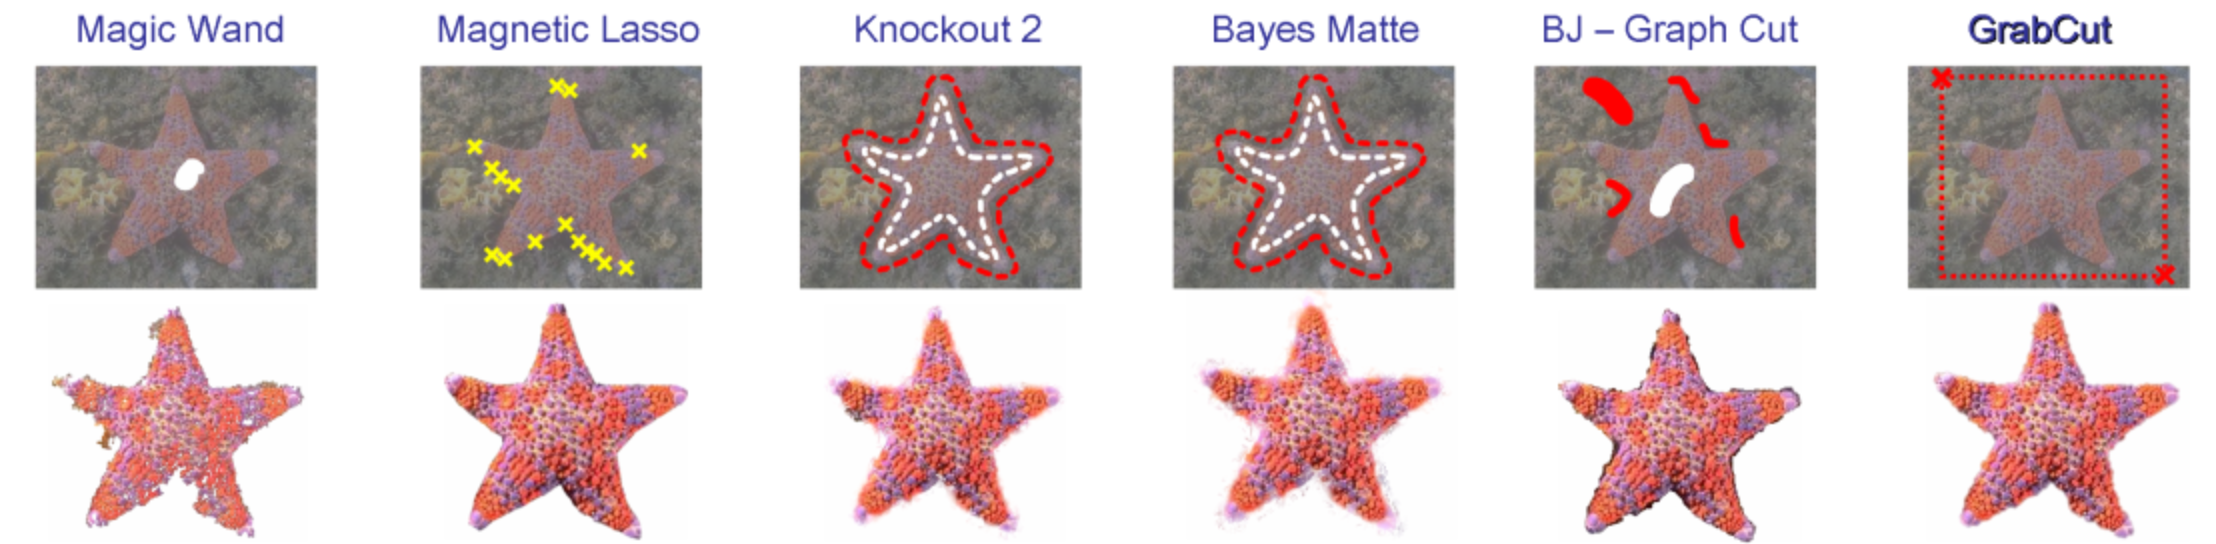 Magic Wand
Magnetic Lasso
Knockout 2
Bayes Matte
BJ – Graph Cut
GrabCut